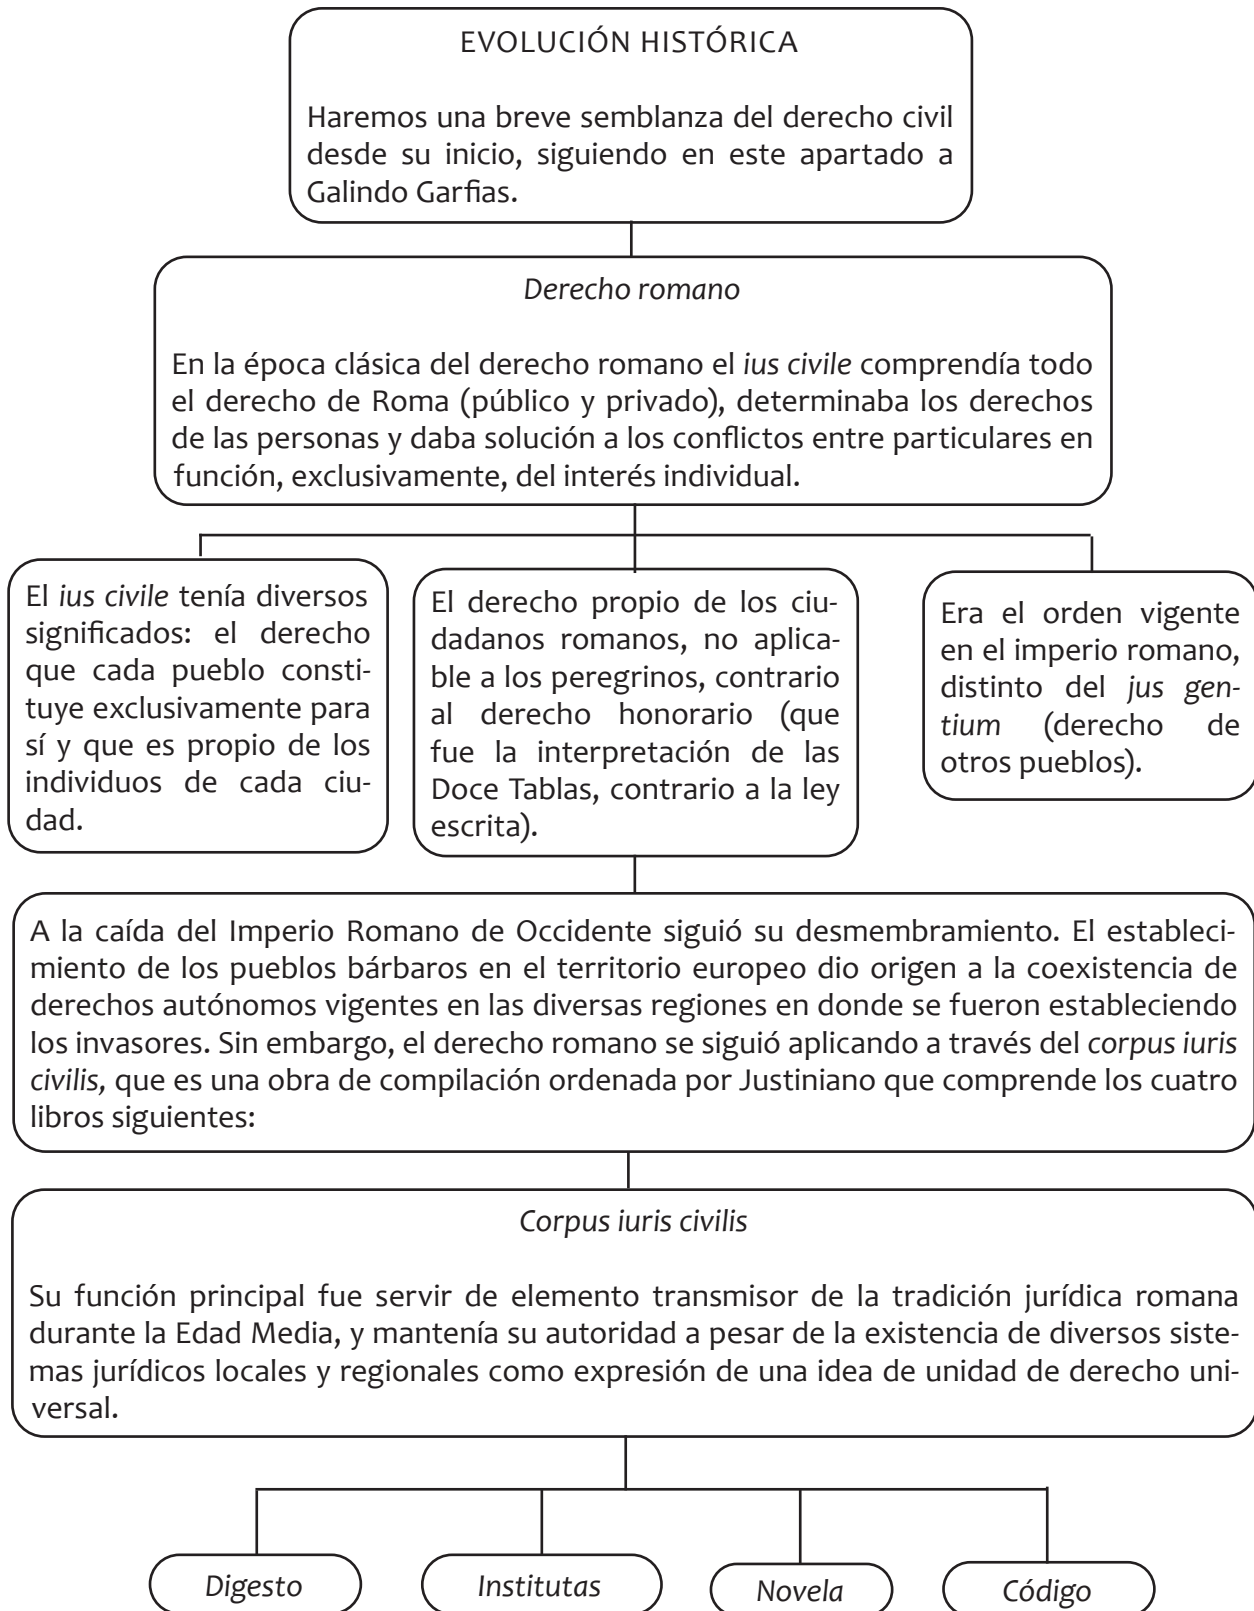 EVOLUCIÓN HISTÓRICA
Haremos una breve semblanza del derecho civil
desde su inicio, siguiendo en este apartado a
Galindo Garfias.
Derecho romano
En la época clásica del derecho romano el ius civile comprendía todo
el derecho de Roma (público y privado), determinaba los derechos
de las personas y daba solución a los conflictos entre particulares en
función, exclusivamente, del interés individual.
El ius civile tenía diversos
significados: el derecho
que cada pueblo consti-
tuye exclusivamente para
sí y que es propio de los
individuos de cada ciu-
dad.
El derecho propio de los ciu-
dadanos romanos, no aplica-
ble a los peregrinos, contrario
al derecho honorario (que
fue la interpretación de las
Doce Tablas, contrario a la ley
escrita).
Era el orden vigente
en el imperio romano,
distinto del jus gen-
tium (derecho de
otros pueblos).
A la caída del Imperio Romano de Occidente siguió su desmembramiento. El estableci-
miento de los pueblos bárbaros en el territorio europeo dio origen a la coexistencia de
derechos autónomos vigentes en las diversas regiones en donde se fueron estableciendo
los invasores. Sin embargo, el derecho romano se siguió aplicando a través del corpus iuris
civilis, que es una obra de compilación ordenada por Justiniano que comprende los cuatro
libros siguientes:
Corpus iuris civilis
Su función principal fue servir de elemento transmisor de la tradición jurídica romana
durante la Edad Media, y mantenía su autoridad a pesar de la existencia de diversos siste-
mas jurídicos locales y regionales como expresión de una idea de unidad de derecho uni-
versal.
Digesto
Institutas
Novela
Código